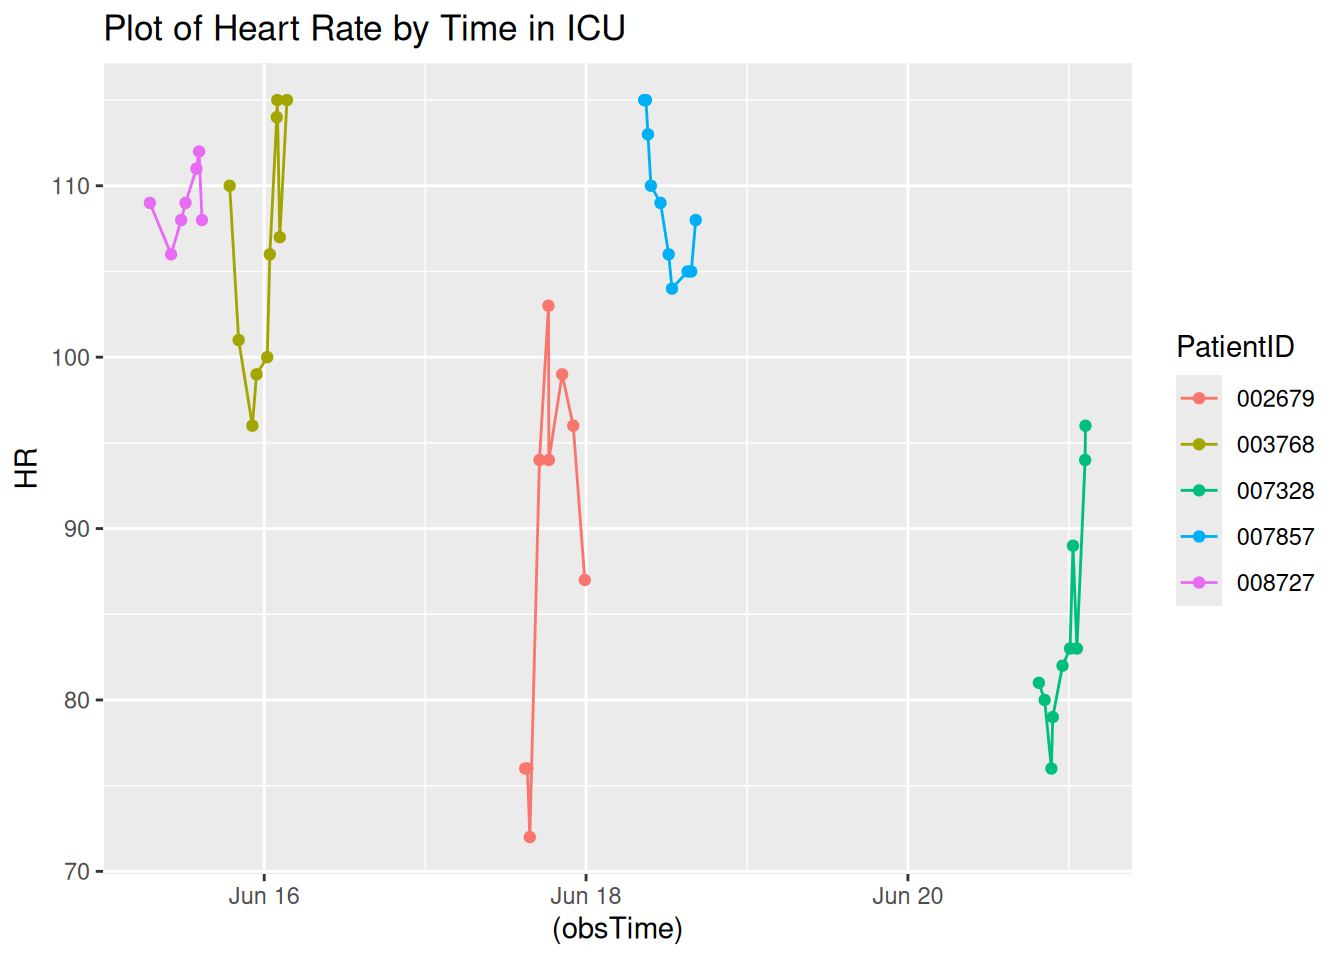 Plot of Heart Rate by Time in ICU
HR
110
100
90
80
70
Jun 16
Jun 18
Jun 20
(obsTime)
PatientID
002679
003768
007328
007857
008727